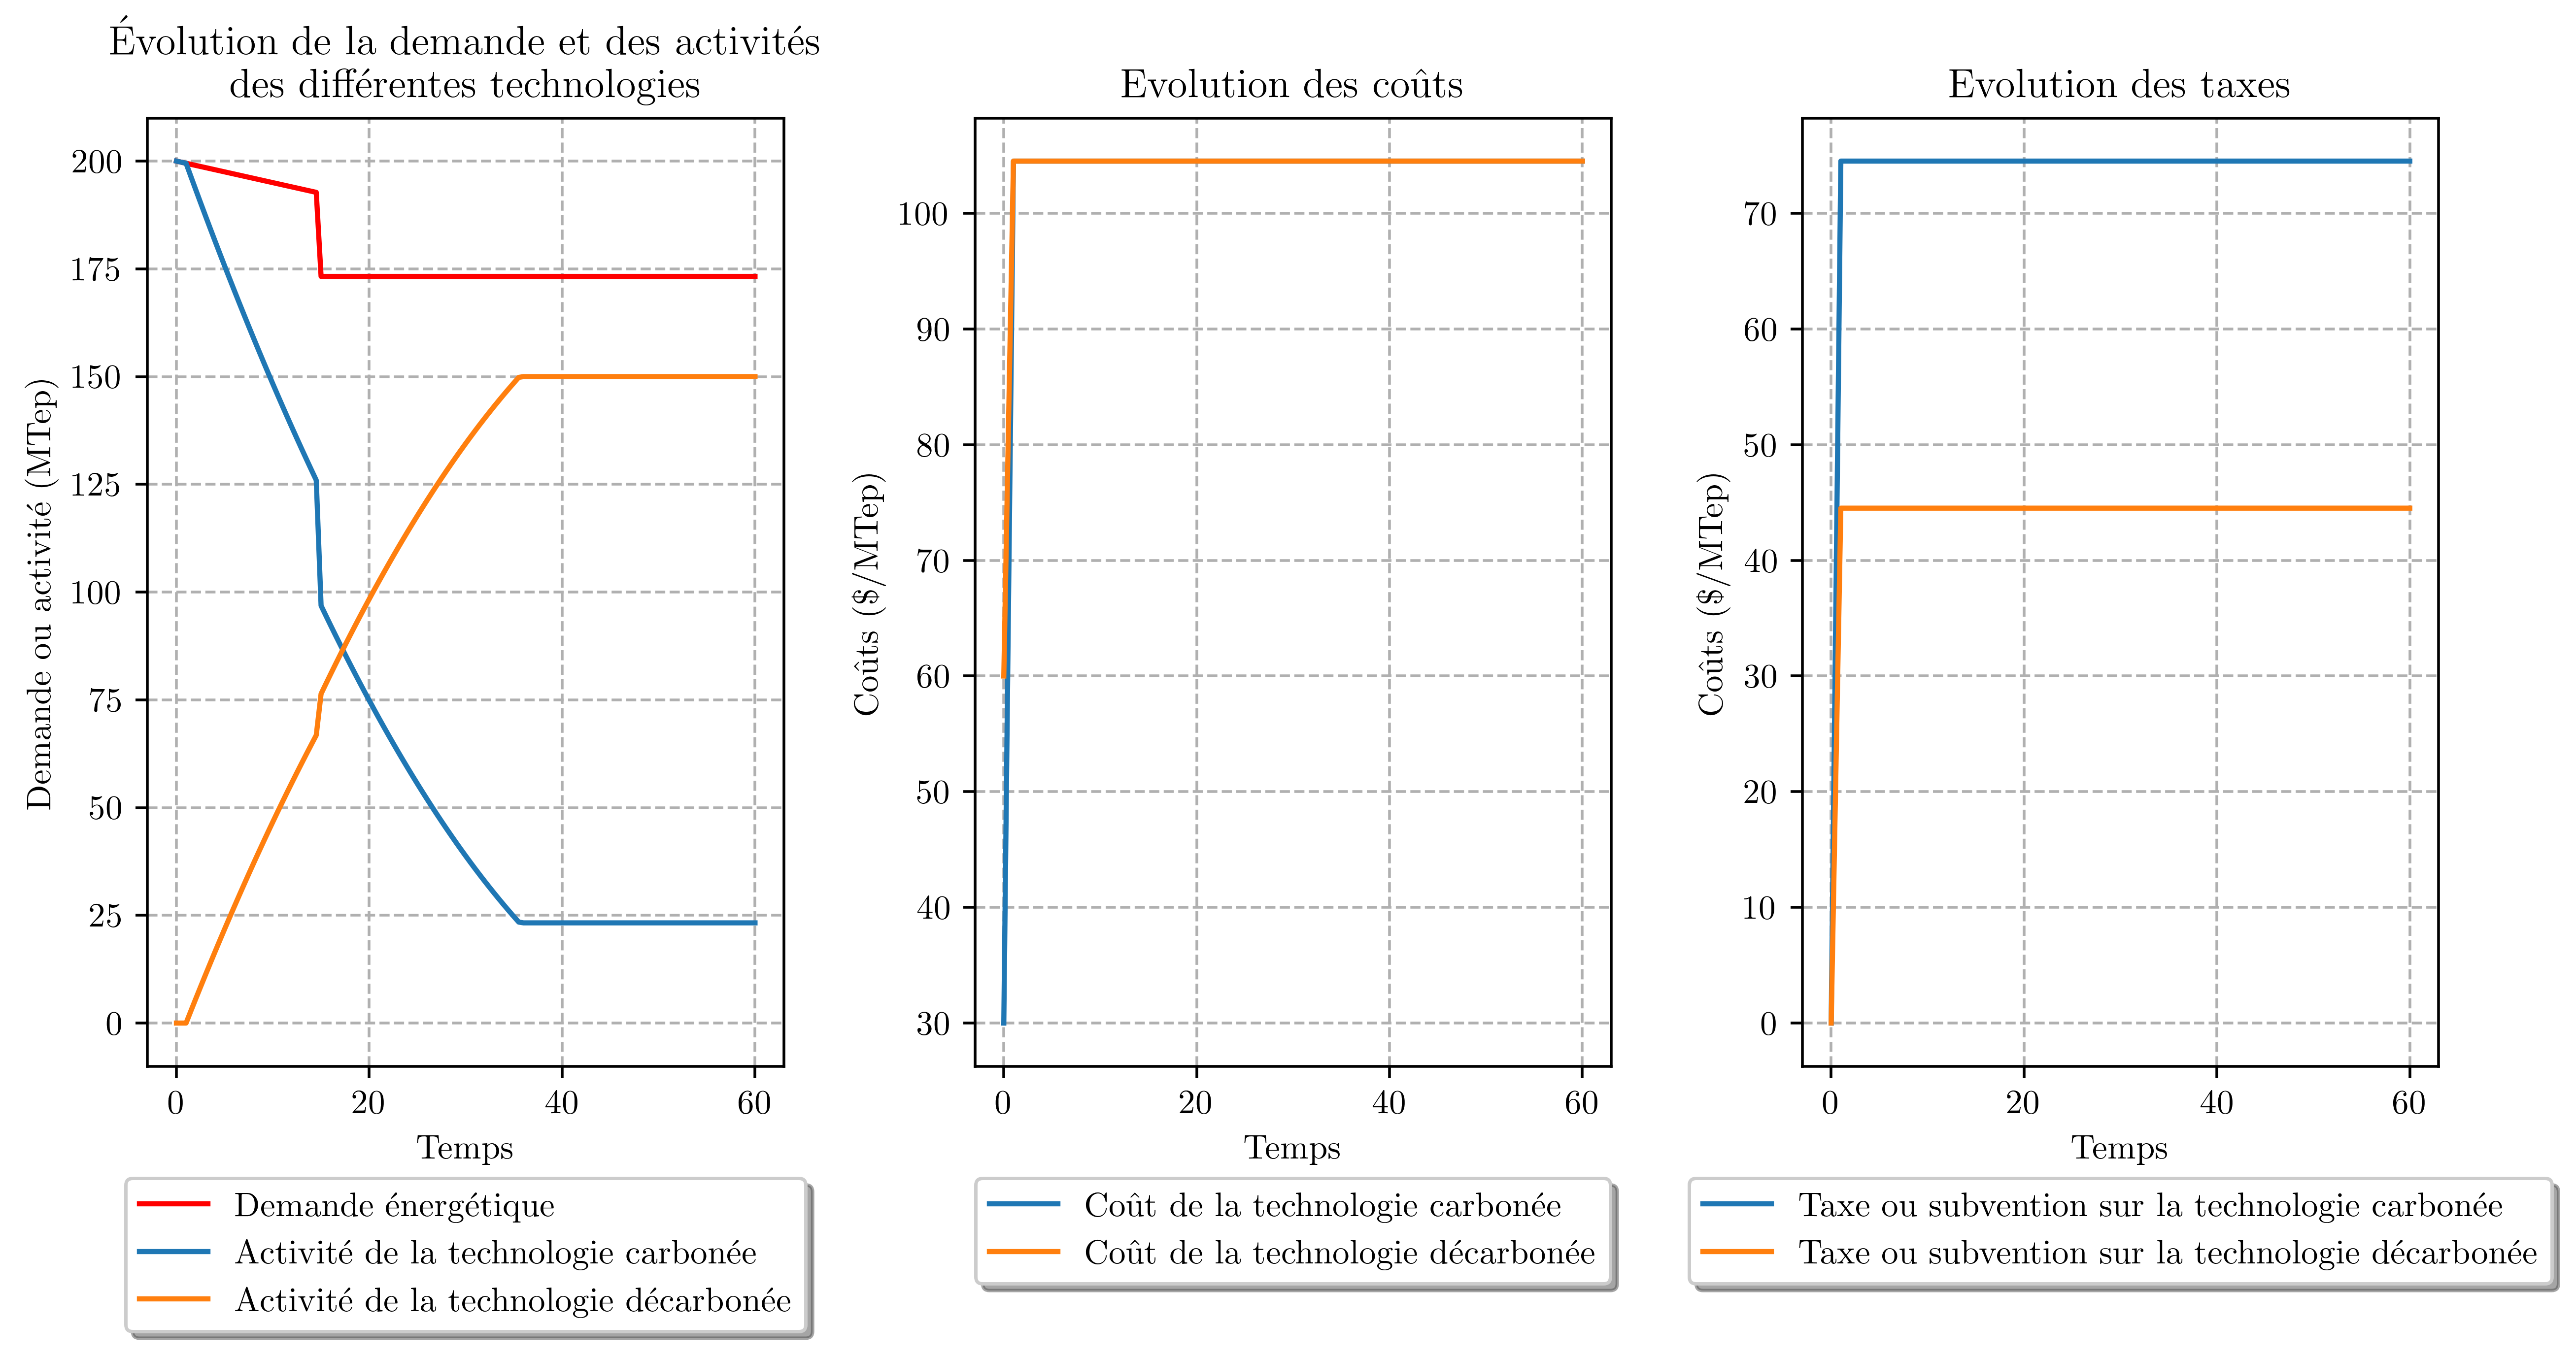 Évolution de la demande et des activités
des différentes technologies
Demande ou activité (MTep)
200
175
150
125
100
75
50
25
0
0 20 40 60
Temps
Demande énergétique
Activité de la technologie carbonée
Activité de la technologie décarbonée
Evolution des coûts
Coûts ($/MTep)
100
90
80
70
60
50
40
30
0 20 40 60
Temps
Coût de la technologie carbonée
Coût de la technologie décarbonée
Evolution des taxes
Coûts ($/MTep)
70
60
50
40
30
20
10
0
0 20 40 60
Temps
Taxe ou subvention sur la technologie carbonée
Taxe ou subvention sur la technologie décarbonée